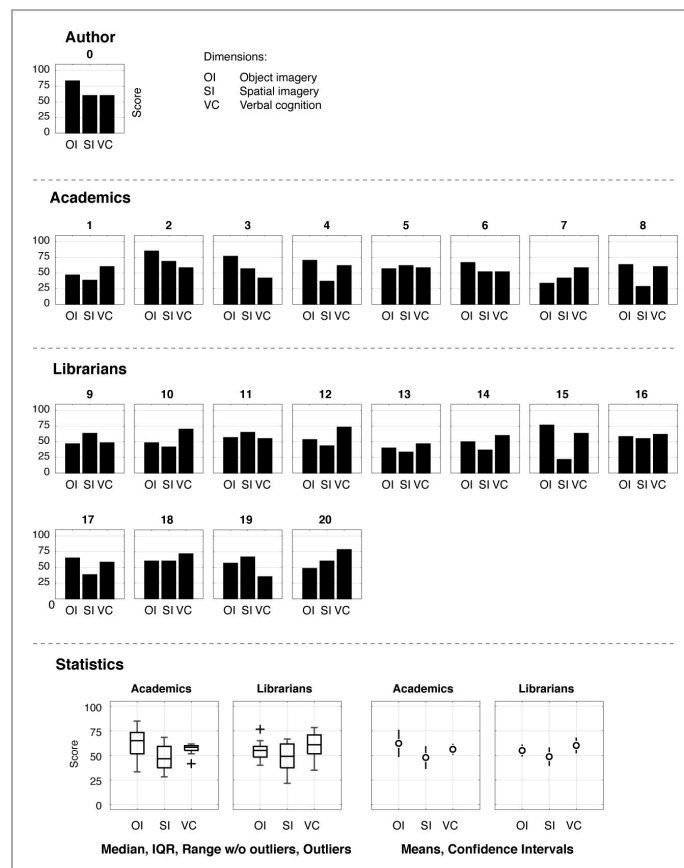 Author
0
100
75
50
25
0
Score
OI SI VC
Dimensions:
OI Object imagery
SI Spatial imagery
VC Verbal cognition
Academics
1 2 3 4 5 6 7 8
100
75
50
25
0
OI SI VC OI SI VC OI SI VC OI SI VC OI SI VC OI SI VC OI SI VC OI SI VC
Librarians
9 10 11 12 13 14 15 16
100
75
50
25
0
OI SI VC OI SI VC OI SI VC OI SI VC OI SI VC OI SI VC OI SI VC OI SI VC
17 18 19 20
100
75
50
25
0
OI SI VC OI SI VC OI SI VC OI SI VC
Statistics
Academics Librarians Academics Librarians
100
75
50
25
0
Score
OI SI VC OI SI VC OI SI VC OI SI VC
Median, IQR, Range w/o outliers, Outliers Means, Confidence Intervals